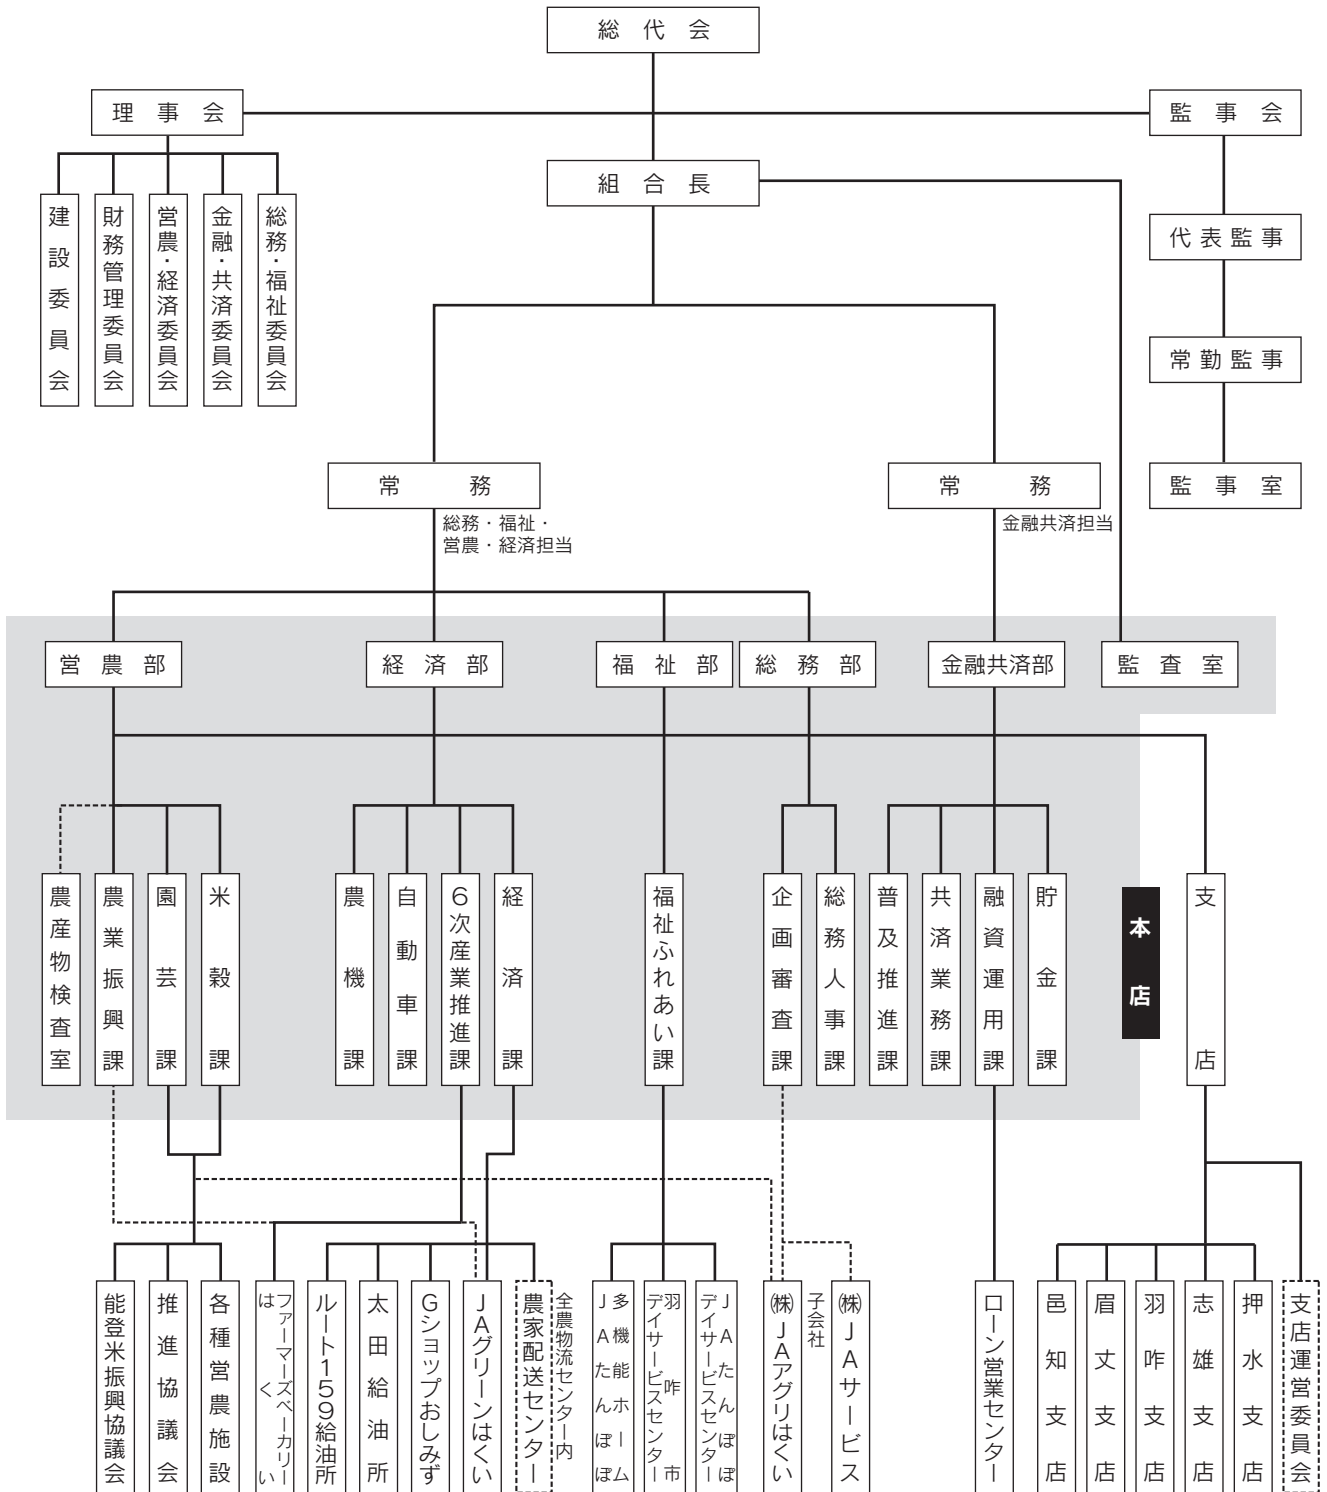 総代会
理事会
監事会
組合長
建設委員会
財務管理委員会
営農・経済委員会
金融・共済委員会
総務・福祉委員会
代表監事
常勤監事
監事室
常務
総務・福祉・
営農・経済担当
常務
金融共済担当
営農部
経済部
福祉部
総務部
金融共済部
監査室
農産物検査室
農業振興課
園芸課
米穀課
農機課
自動車課
6次産業推進課
経済課
福祉ふれあい課
企画審査課
総務人事課
普及推進課
共済業務課
融資運用課
貯金課
本店
支店
能登米振興協議会
推進協議会
各種営農施設
ファーマーズベーカリー
はくい
ルート159給油所
太田給油所
Gショップおしみず
JAグリーンはくい
農家配送センター
全農物流センター内
多機能ホーム
JAたんぽぽ
羽咋市
デイサービスセンター
JAたんぽぽ
デイサービスセンター
㈱JAアグリはくい
子会社
㈱JAサービス
ローン営業センター
邑知支店
眉丈支店
羽咋支店
志雄支店
押水支店
支店運営委員会